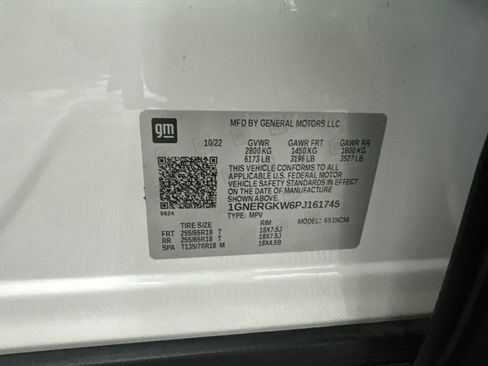 gm
MFD BY GENERAL MOTORS LLC
10/22 GVWR GAWR FRT GAWR RR
2800 KG 1450 KG 1600 KG
6173 LB 3196 LB 3527 LB
THIS VEHICLE CONFORMS TO ALL
APPLICABLE U.S. FEDERAL MOTOR
VEHICLE SAFETY STANDARDS IN EFFECT ON
THE DATE OF MANUFACTURE SHOWN ABOVE.
1GNERGKW6PJ161745
TYPE: MPV MODEL: 6S1NC56
0624
TIRE SIZE RIM
FRT 255/65R18 T 18X7.5J
RR 255/65R18 T 18X7.5J
SPA T135/70R18 M 18X4.5B